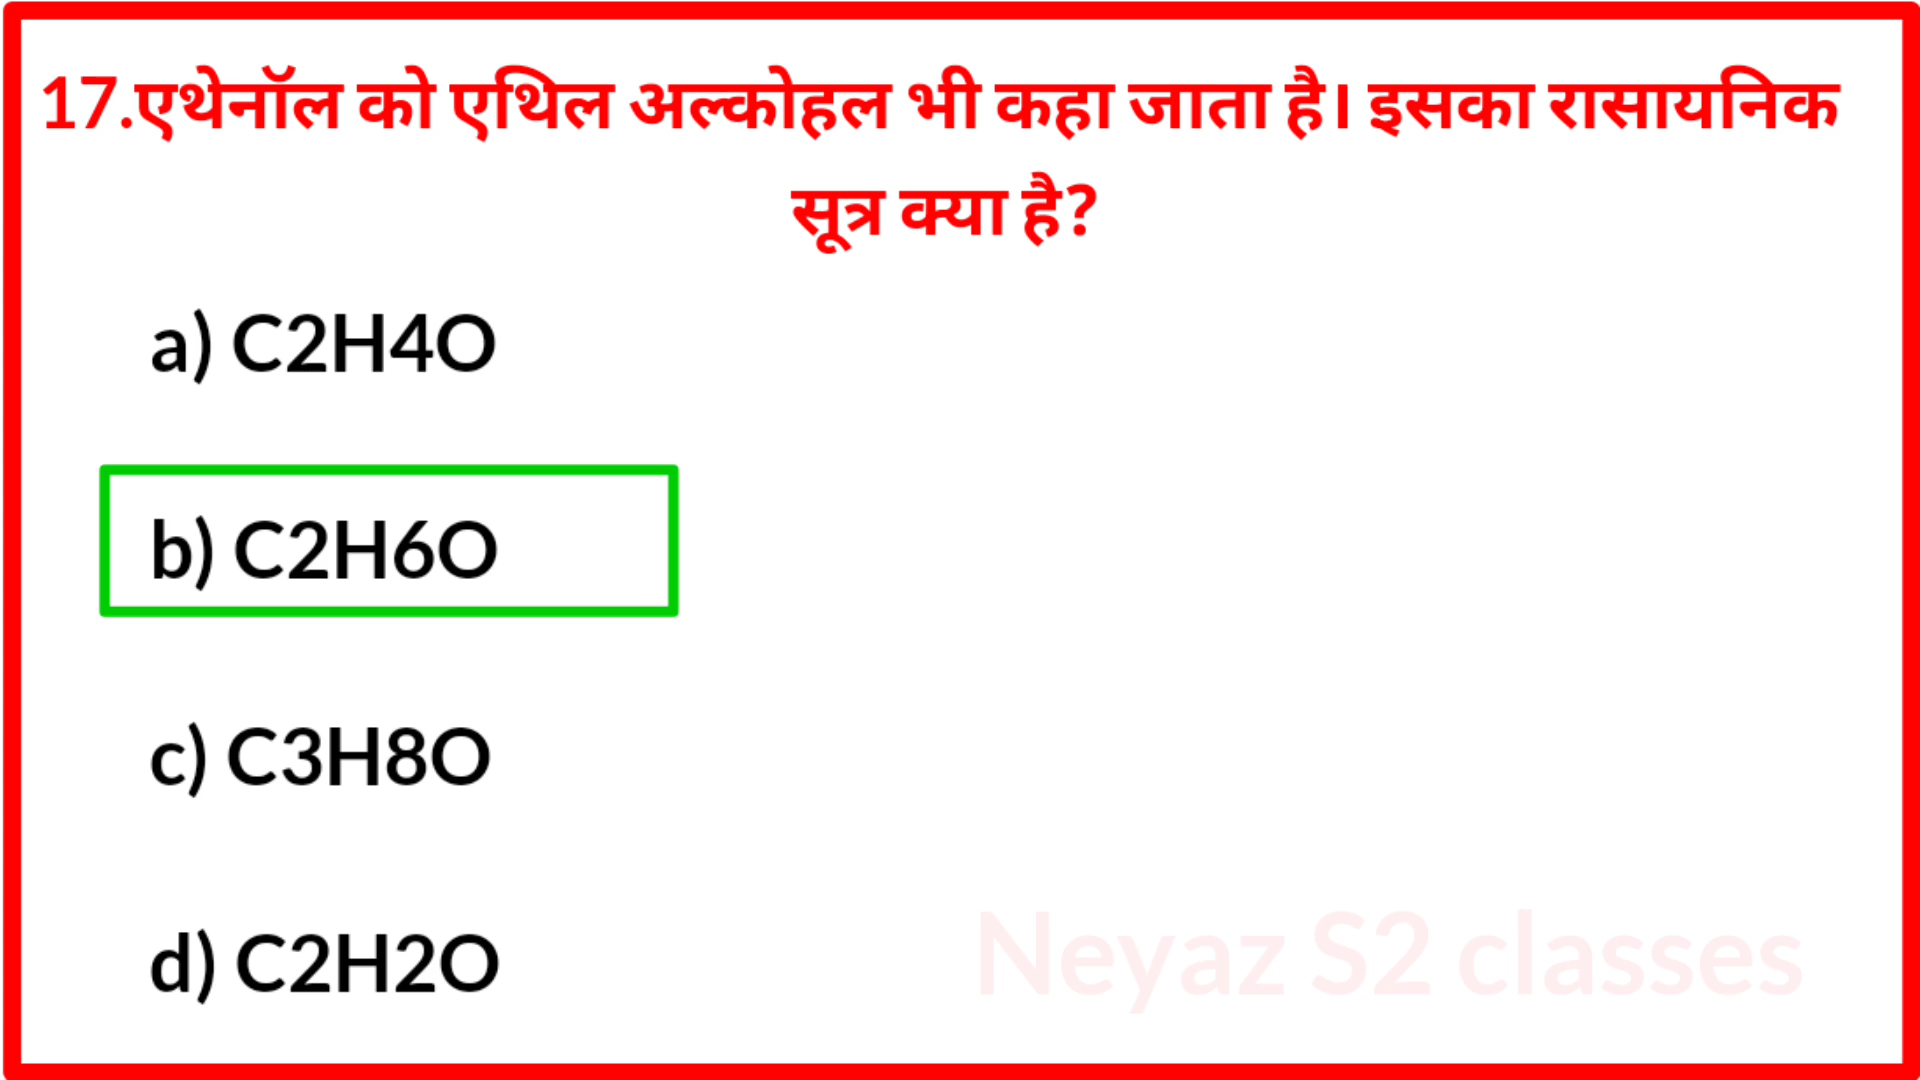 17.एथेनॉल को एथिल अल्कोहल भी कहा जाता है। इसका रासायनिक
सूत्र क्या है?
a) C2H4O
b) C2H6O
c) C3H8O
d) C2H2O
Neyaz S2 classes